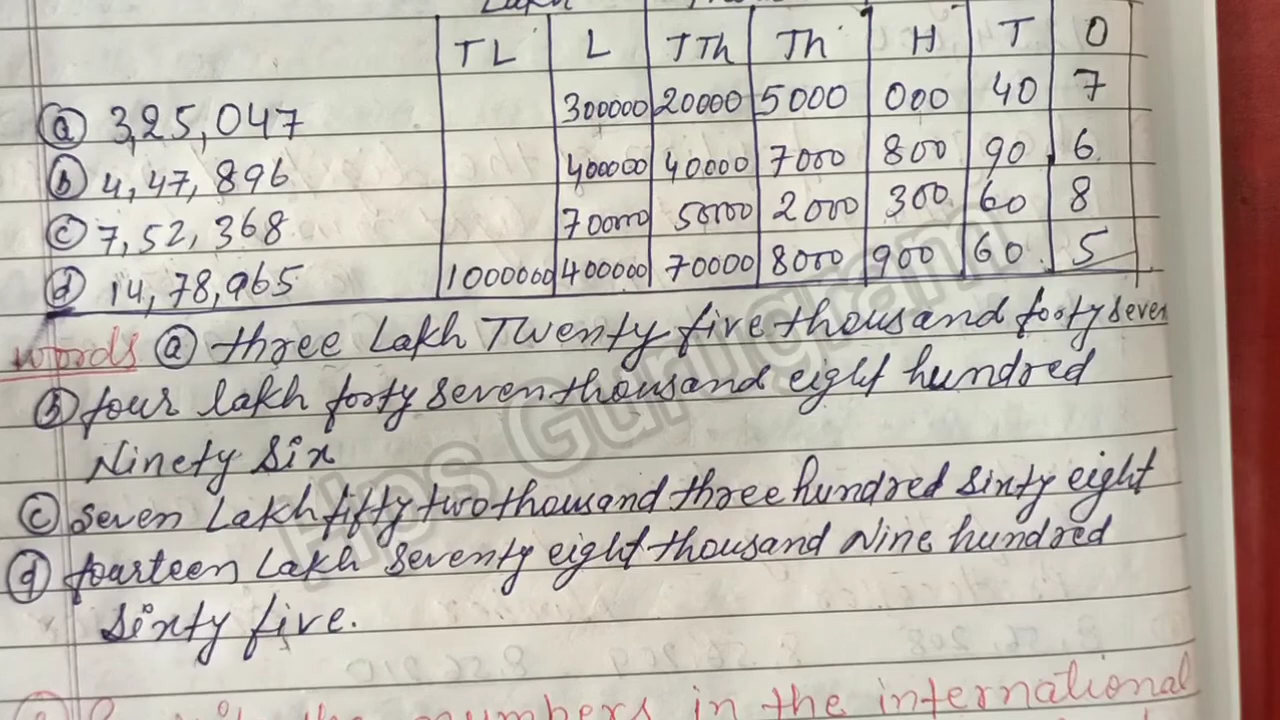 TL L TTh Th H T O
(a) 3,25,047 300000 20000 5000 000 40 7
(b) 4,47,896 400000 40000 7000 800 90 6
(c) 7,52,368 700000 50000 2000 300 60 8
(d) 14,78,965 1000000 400000 70000 8000 900 60 5
words (a) three Lakh Twenty five thousand forty seven
(b) four lakh forty seven thousand eight hundred
Ninety six
(c) seven Lakh fifty two thousand three hundred sixty eight
(d) fourteen Lakh seventy eight thousand Nine hundred
sixty five.
numbers in the international
Hps Gurugram